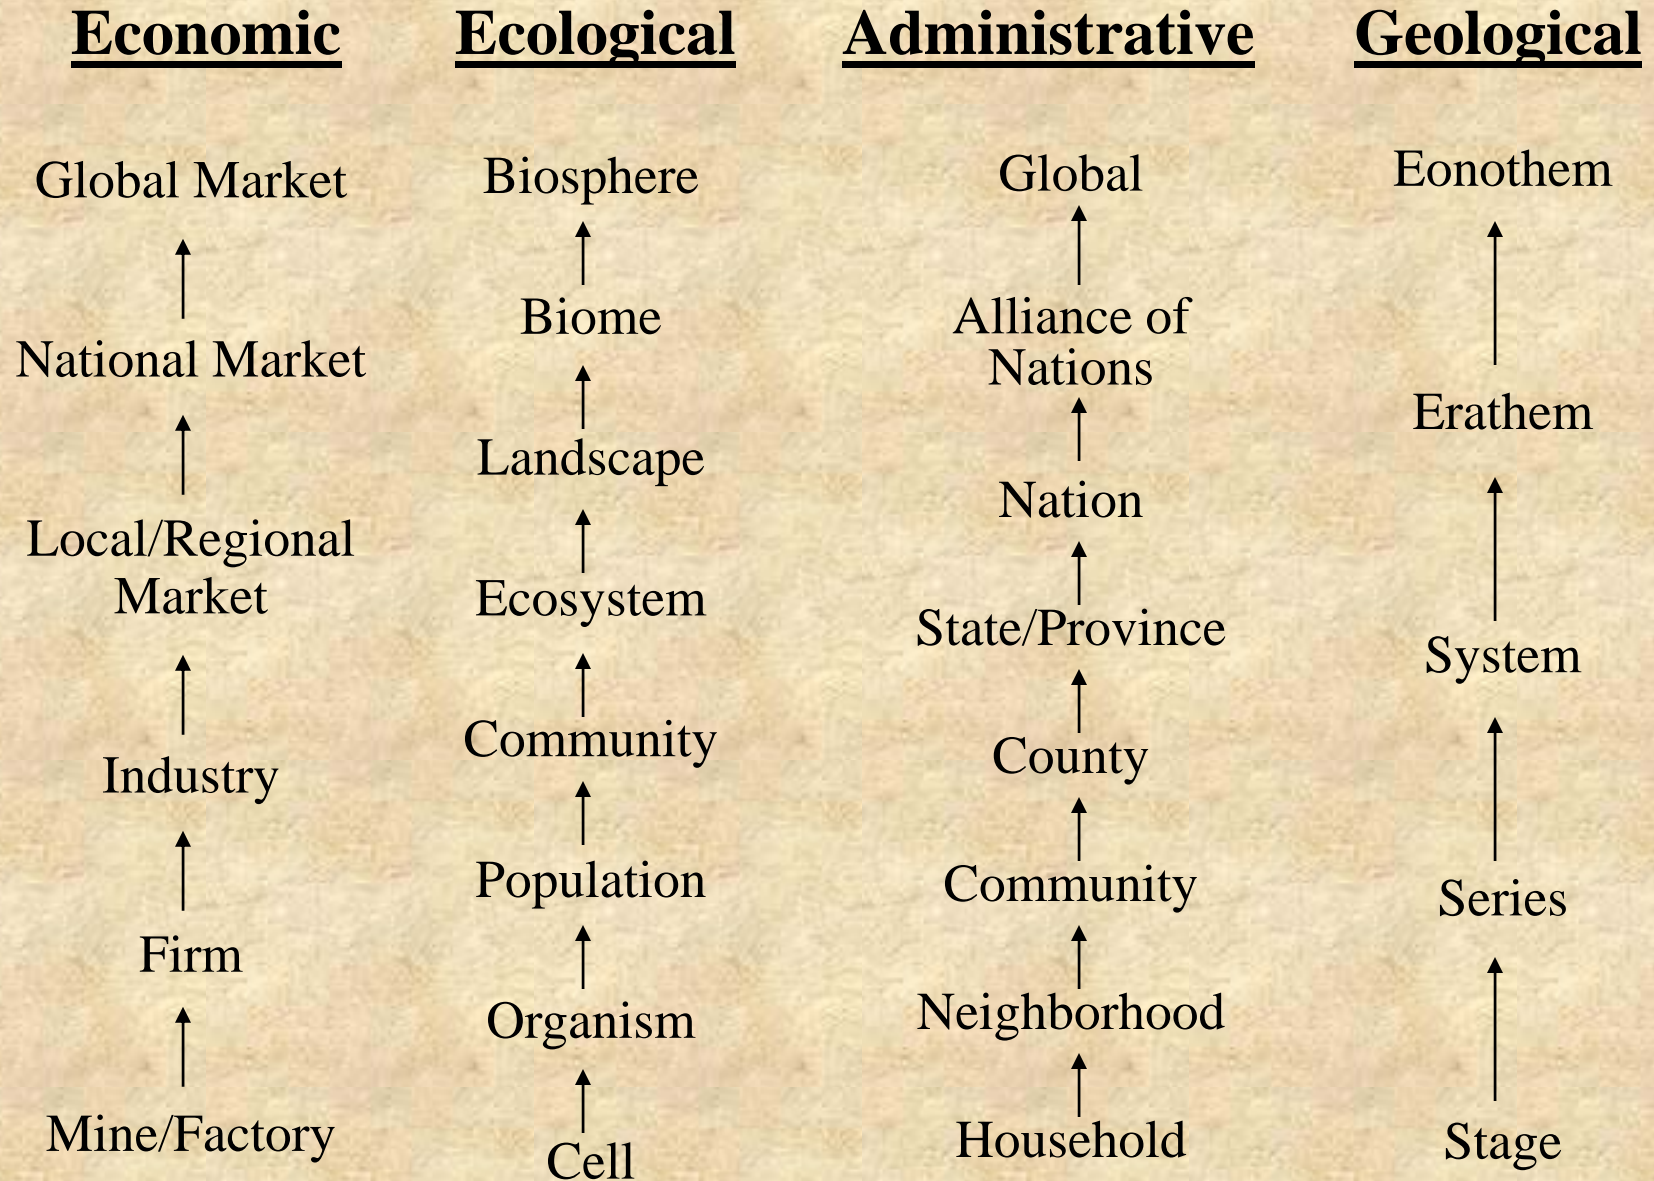 Economic
Global Market
National Market
Local/Regional
Market
Industry
Firm
Mine/Factory
Ecological
Biosphere
Biome
Landscape
Ecosystem
Community
Population
Organism
Cell
Administrative
Global
Alliance of
Nations
Nation
State/Province
County
Community
Neighborhood
Household
Geological
Eonothem
Erathem
System
Series
Stage